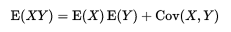 E(XY) = E(X) E(Y) + Cov(X, Y)